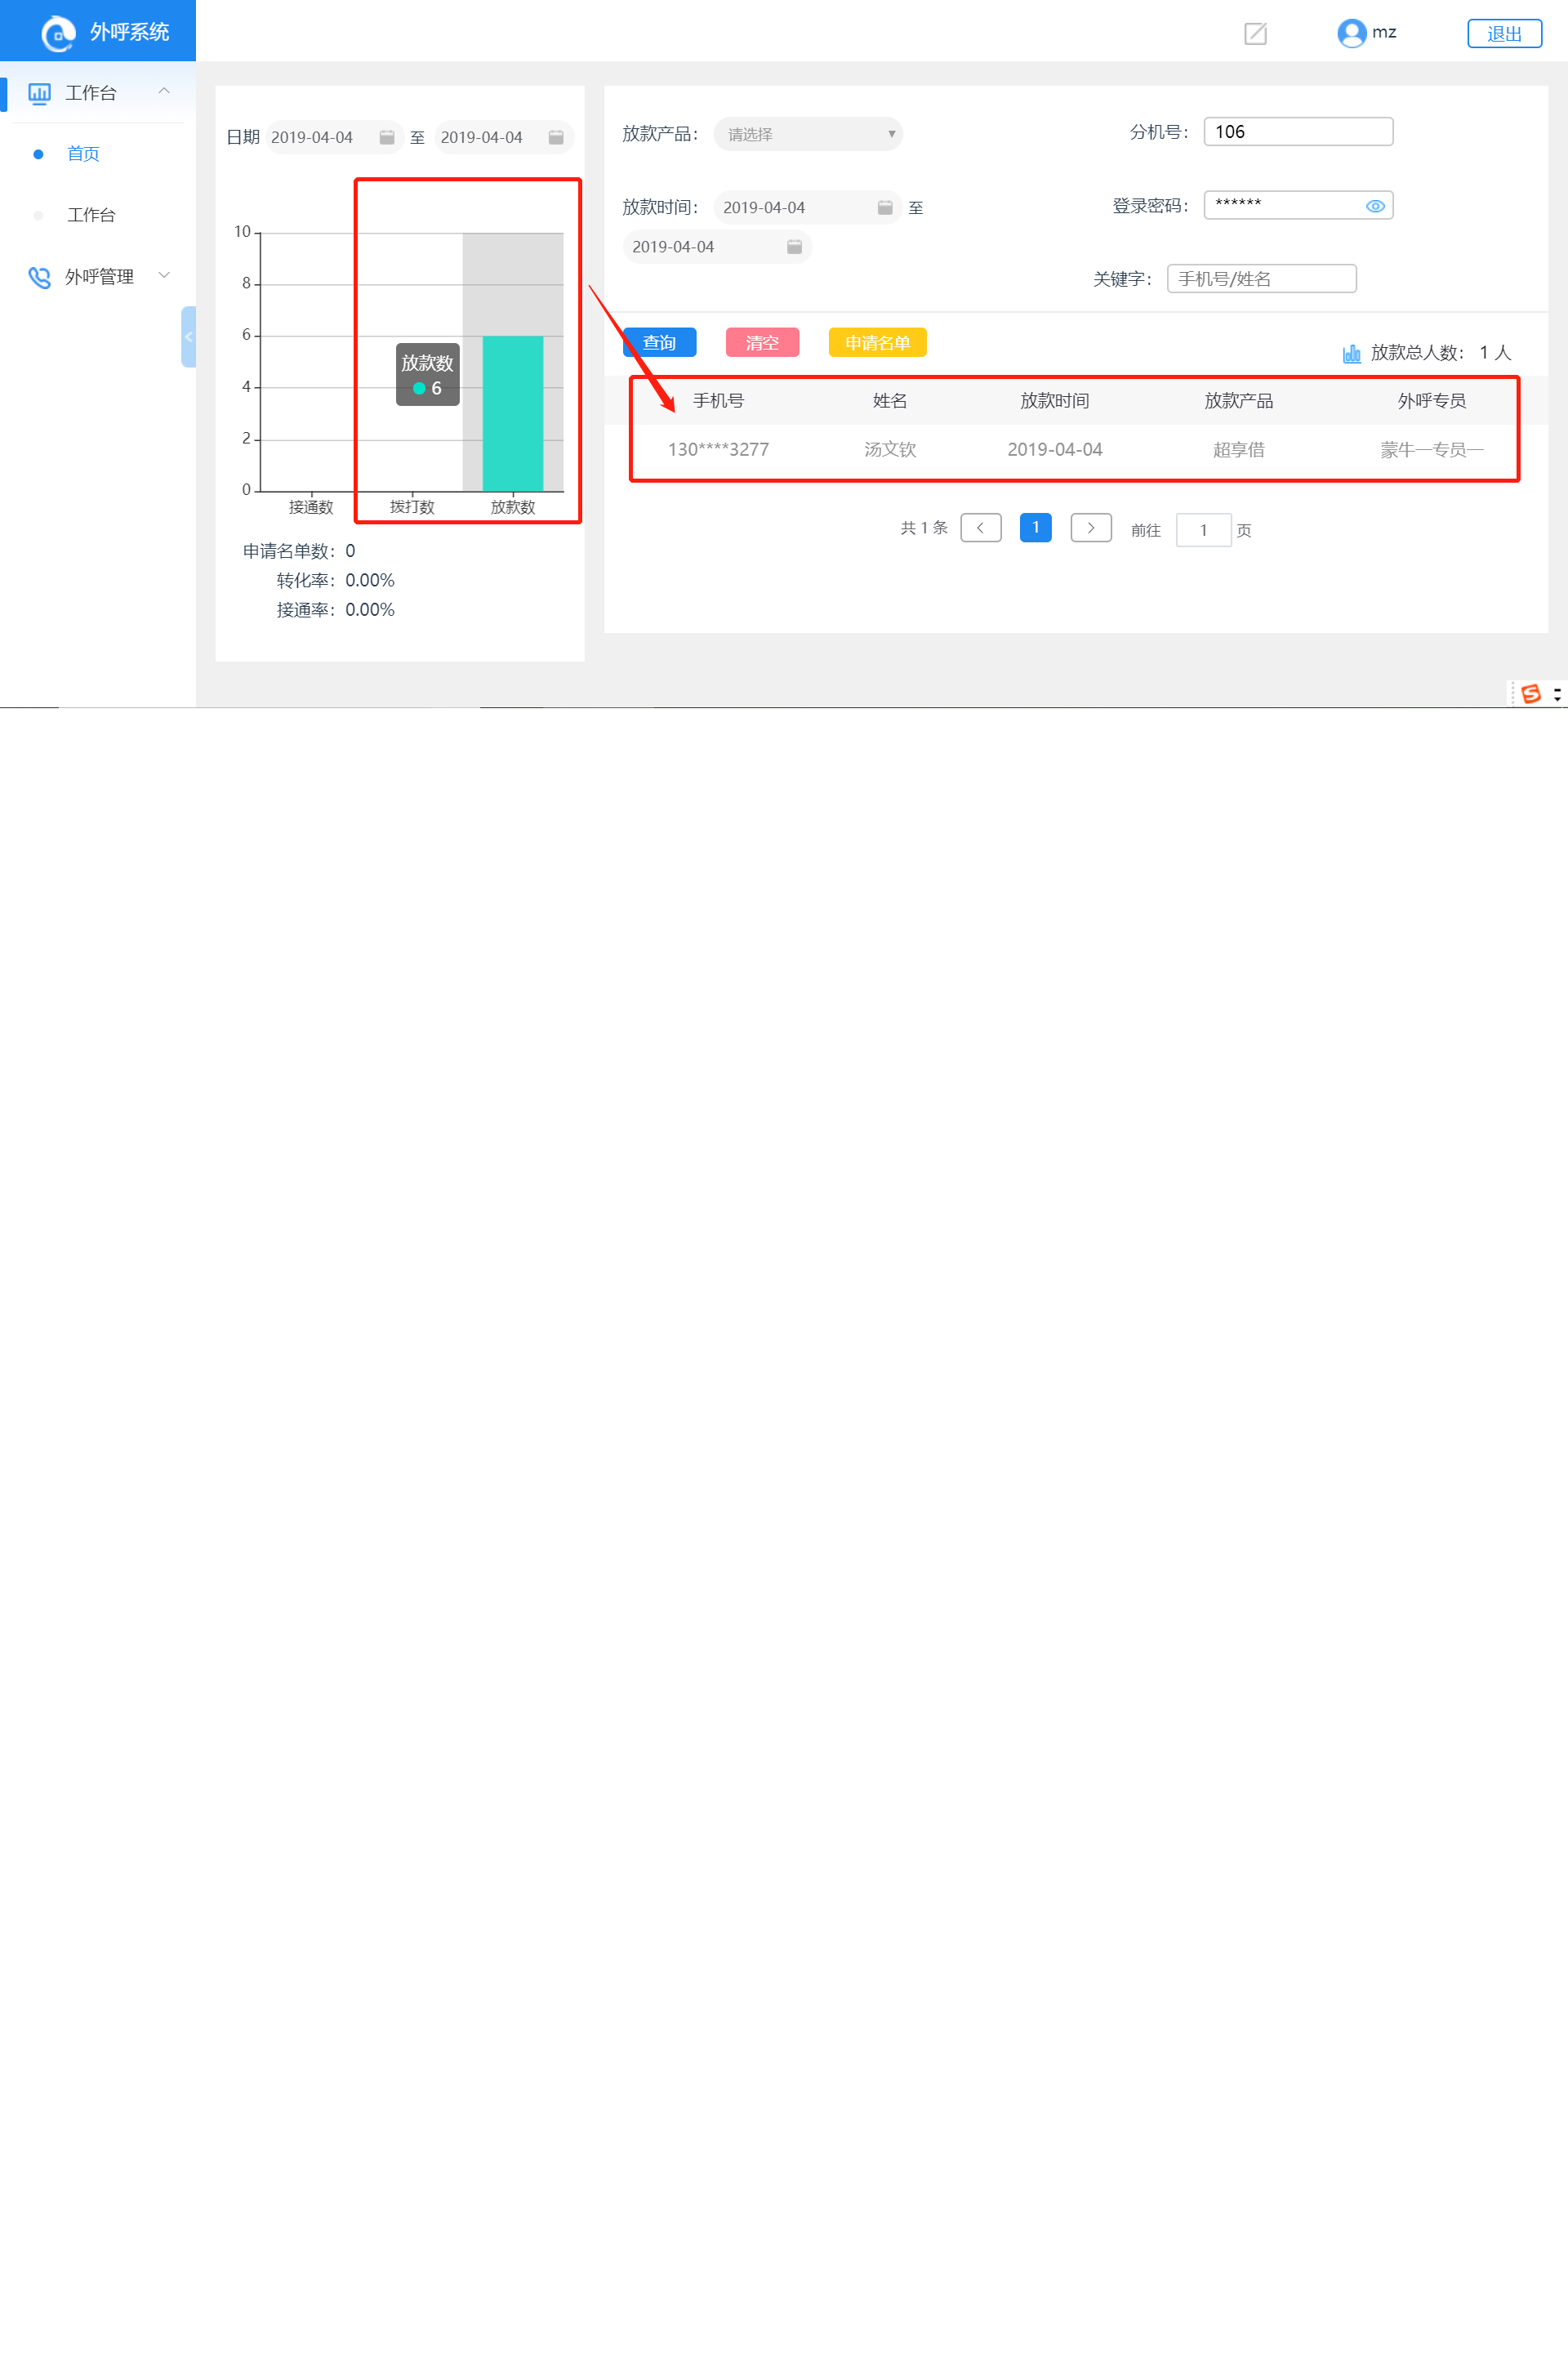 外呼系统
mz
退出
工作台
首页
工作台
外呼管理
日期 2019-04-04 至 2019-04-04
10
8
6
4
2
0
放款数
6
接通数 拨打数 放款数
申请名单数：0
转化率：0.00%
接通率：0.00%
放款产品： 请选择
分机号： 106
放款时间： 2019-04-04 至
2019-04-04
登录密码： ******
关键字： 手机号/姓名
查询 清空 申请名单
放款总人数： 1 人
手机号 姓名 放款时间 放款产品 外呼专员
130****3277 汤文钦 2019-04-04 超享借 蒙牛一专员一
共 1 条 1 前往 1 页